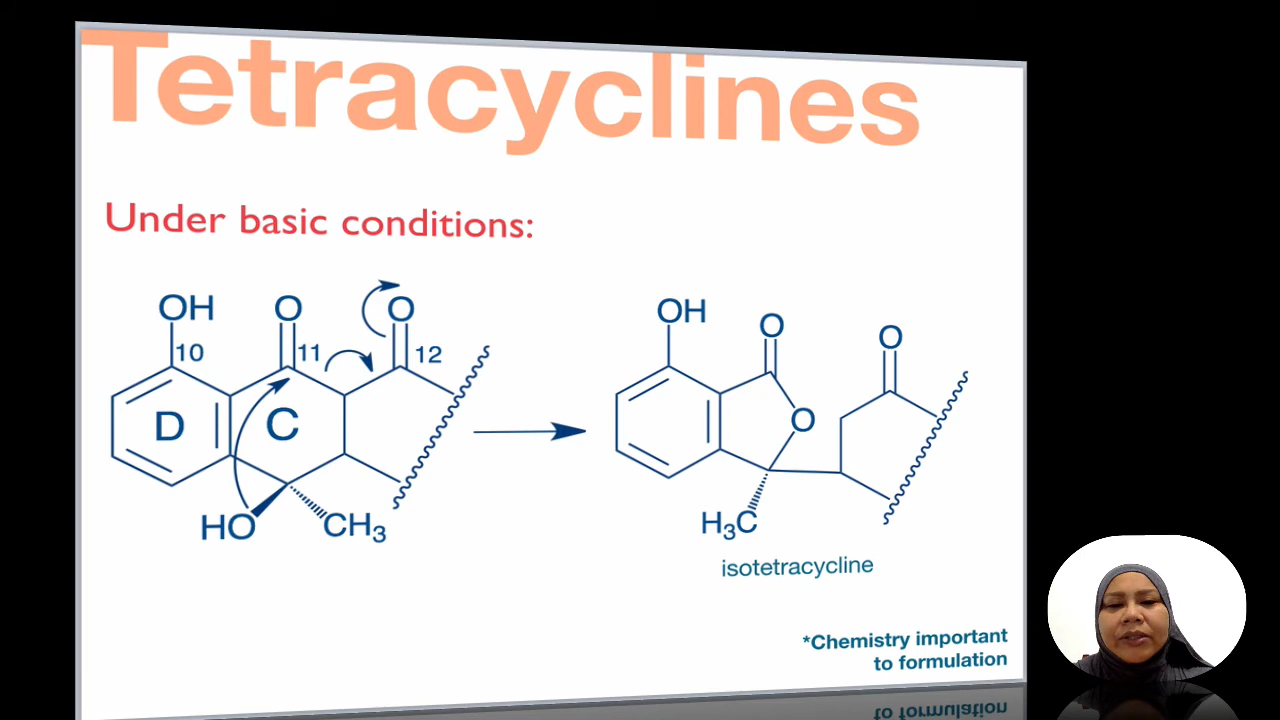 Tetracyclines
Under basic conditions:
OH O O
10 11 12
D C
HO CH₃
OH O O
O
H₃C
isotetracycline
*Chemistry important
to formulation